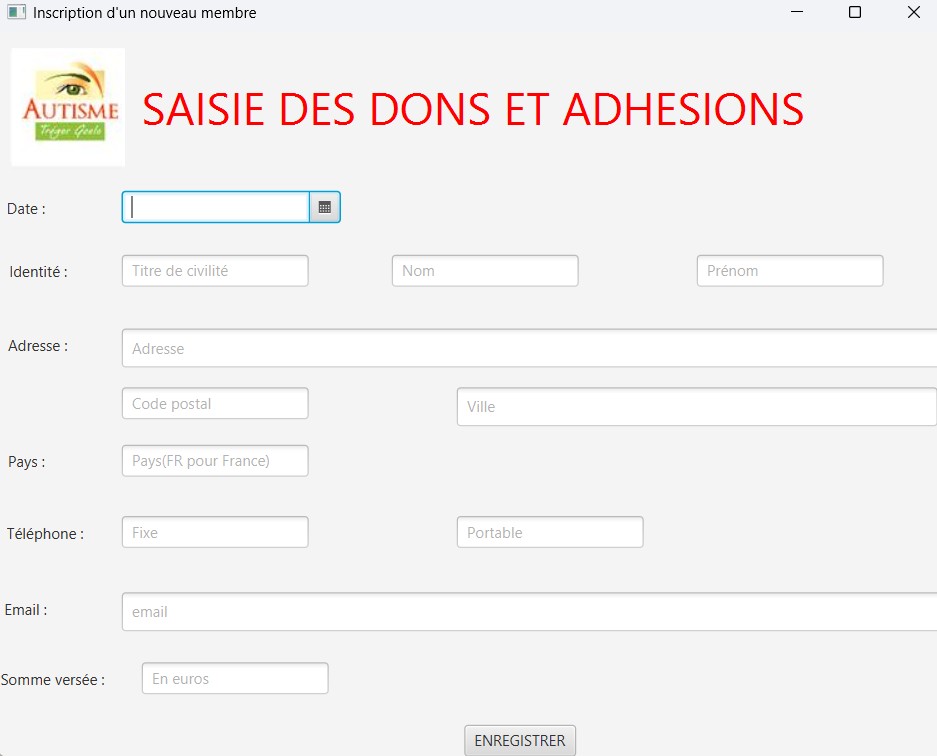 Inscription d'un nouveau membre
AUTISME
Trégor Goëlo
SAISIE DES DONS ET ADHESIONS
Date :
Identité : Titre de civilité Nom Prénom
Adresse : Adresse
Code postal Ville
Pays : Pays(FR pour France)
Téléphone : Fixe Portable
Email : email
Somme versée : En euros
ENREGISTRER